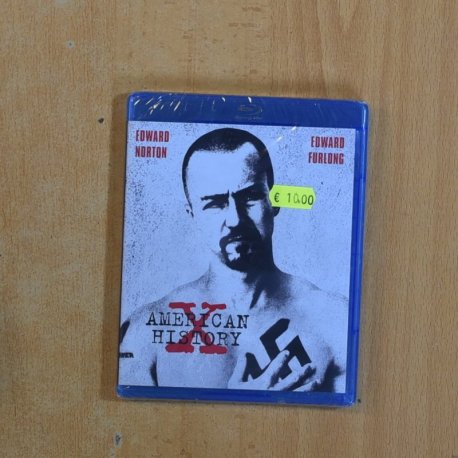 EDWARD
NORTON
EDWARD
FURLONG
€ 10.00
AMERICAN
X
HISTORY